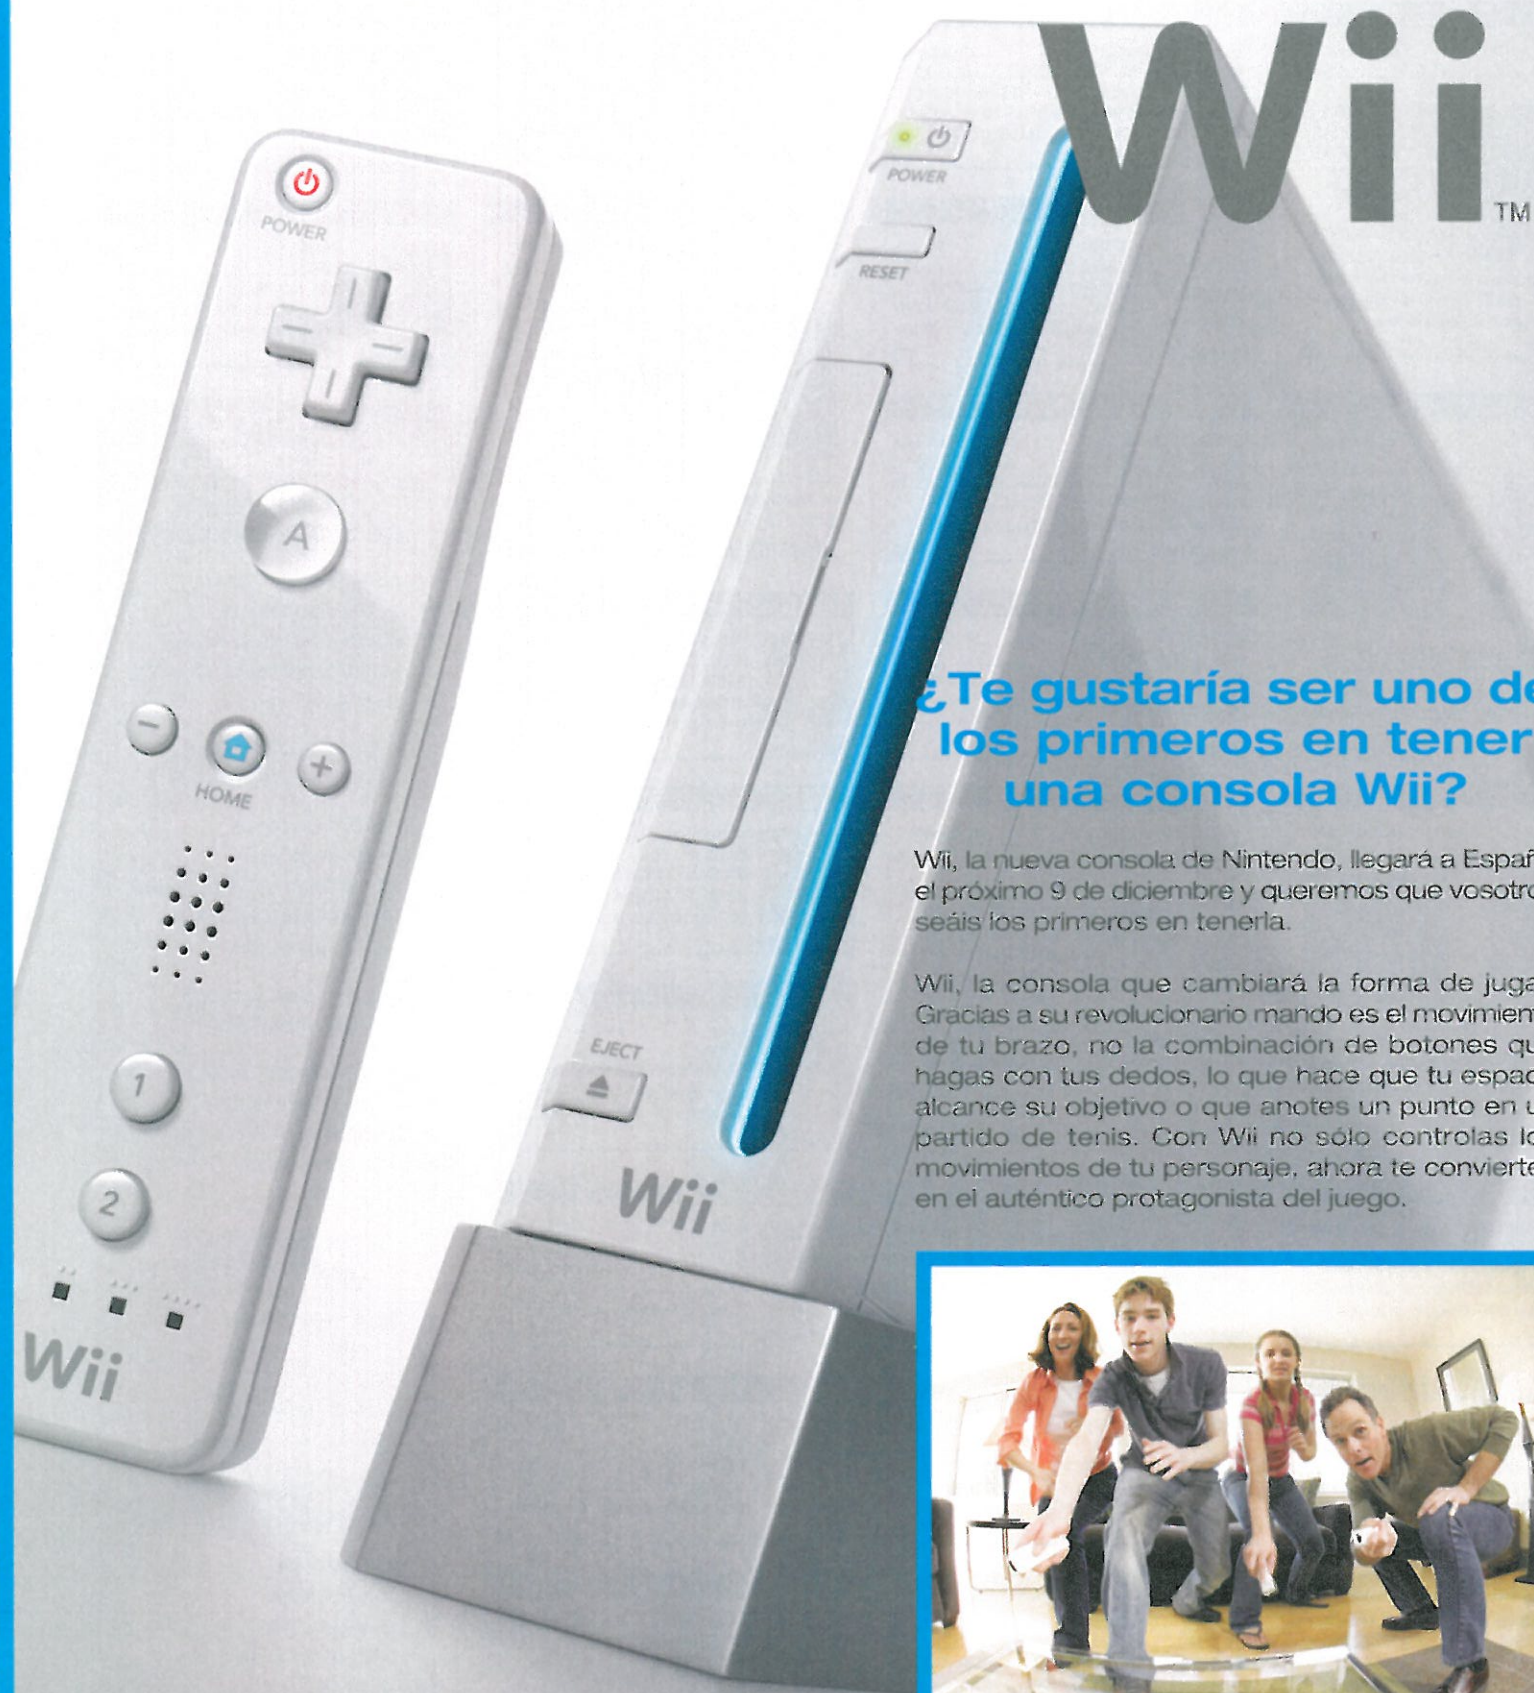 Wii
TM
POWER
RESET
POWER
A
HOME
¿Te gustaría ser uno de
los primeros en tener
una consola Wii?
Wii, la nueva consola de Nintendo, llegará a Españ
el próximo 9 de diciembre y queremos que vosotro
seáis los primeros en tenerla.
Wii, la consola que cambiará la forma de juga
Gracias a su revolucionario mando es el movimien
de tu brazo, no la combinación de botones qu
hagas con tus dedos, lo que hace que tu espad
alcance su objetivo o que anotes un punto en u
partido de tenis. Con Wii no sólo controlas lo
movimientos de tu personaje, ahora te convierte
en el auténtico protagonista del juego.
EJECT
1
2
Wii
Wii